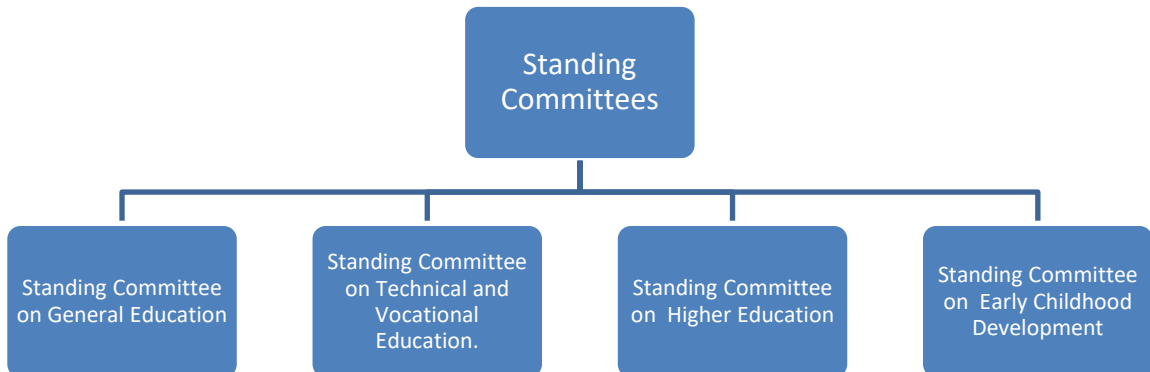 Standing
Committees
Standing Committee
on General Education
Standing Committee
on Technical and
Vocational
Education.
Standing Committee
on  Higher Education
Standing Committee
on  Early Childhood
Development